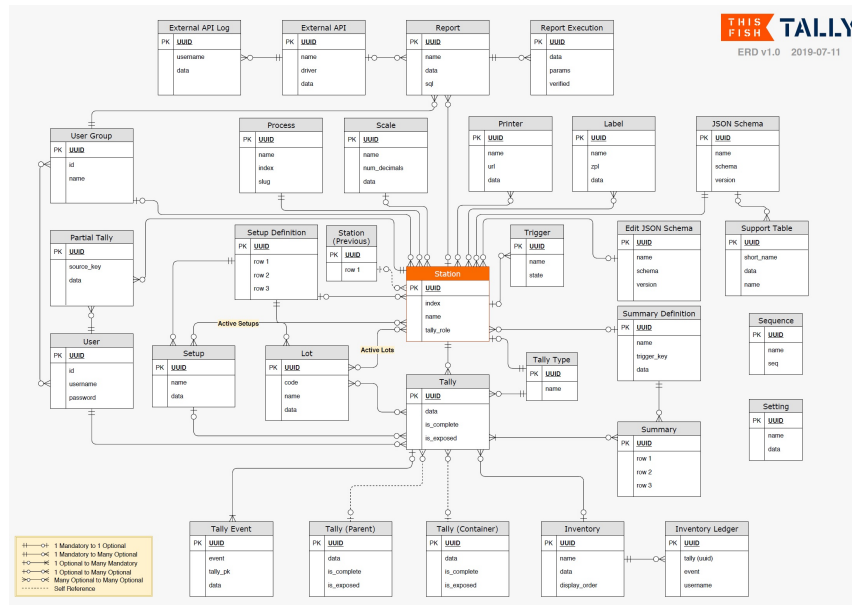 THIS FISH TALLY
ERD v1.0 2019-07-11
External API Log
PK UUID
username
data
External API
PK UUID
name
driver
data
Report
PK UUID
name
data
sql
Report Execution
PK UUID
data
params
verified
User Group
PK UUID
id
name
Process
PK UUID
name
index
slug
Scale
PK UUID
name
num_decimals
data
Printer
PK UUID
name
url
data
Label
PK UUID
name
zpl
data
JSON Schema
PK UUID
name
schema
version
Partial Tally
PK UUID
source_key
data
Setup Definition
PK UUID
row 1
row 2
row 3
Station
(Previous)
PK UUID
row 1
Station
PK UUID
index
name
tally_role
Trigger
PK UUID
name
state
Edit JSON Schema
PK UUID
name
schema
version
Support Table
PK UUID
short_name
data
name
User
PK UUID
id
username
password
Active Setups
Setup
PK UUID
name
data
Lot
PK UUID
code
name
data
Active Lots
Tally
PK UUID
data
is_complete
is_exposed
Tally Type
PK UUID
name
Summary Definition
PK UUID
name
trigger_key
data
Sequence
PK UUID
name
seq
Summary
PK UUID
row 1
row 2
row 3
Setting
PK UUID
name
data
Tally Event
PK UUID
event
tally_pk
data
Tally (Parent)
PK UUID
data
is_complete
is_exposed
Tally (Container)
PK UUID
data
is_complete
is_exposed
Inventory
PK UUID
name
data
display_order
Inventory Ledger
PK UUID
tally (uuid)
event
username
1 Mandatory to 1 Optional
1 Mandatory to Many Optional
1 Optional to Many Mandatory
1 Optional to Many Optional
Many Optional to Many Optional
Self Reference